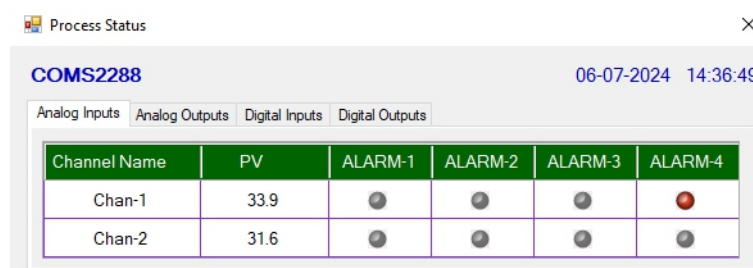 Process Status
COMS2288 06-07-2024 14:36:49
Analog Inputs Analog Outputs Digital Inputs Digital Outputs
Channel Name PV ALARM-1 ALARM-2 ALARM-3 ALARM-4
Chan-1 33.9
Chan-2 31.6